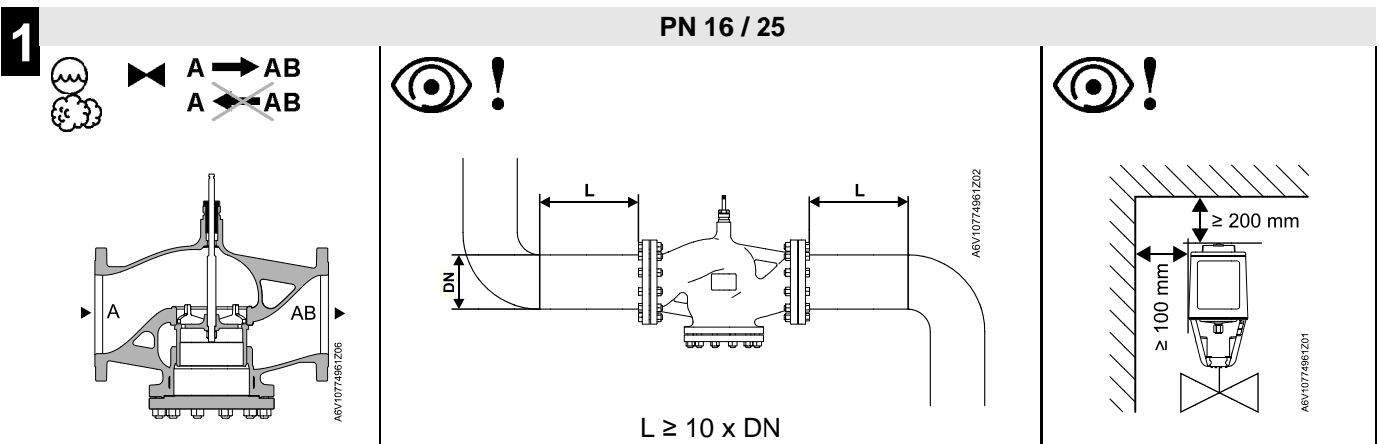 1
PN 16 / 25
A AB
A AB
A
AB
A6V10774961Z06
!
L
L
DN
A6V10774961Z02
L ≥ 10 x DN
!
≥ 200 mm
≥ 100 mm
A6V10774961Z01